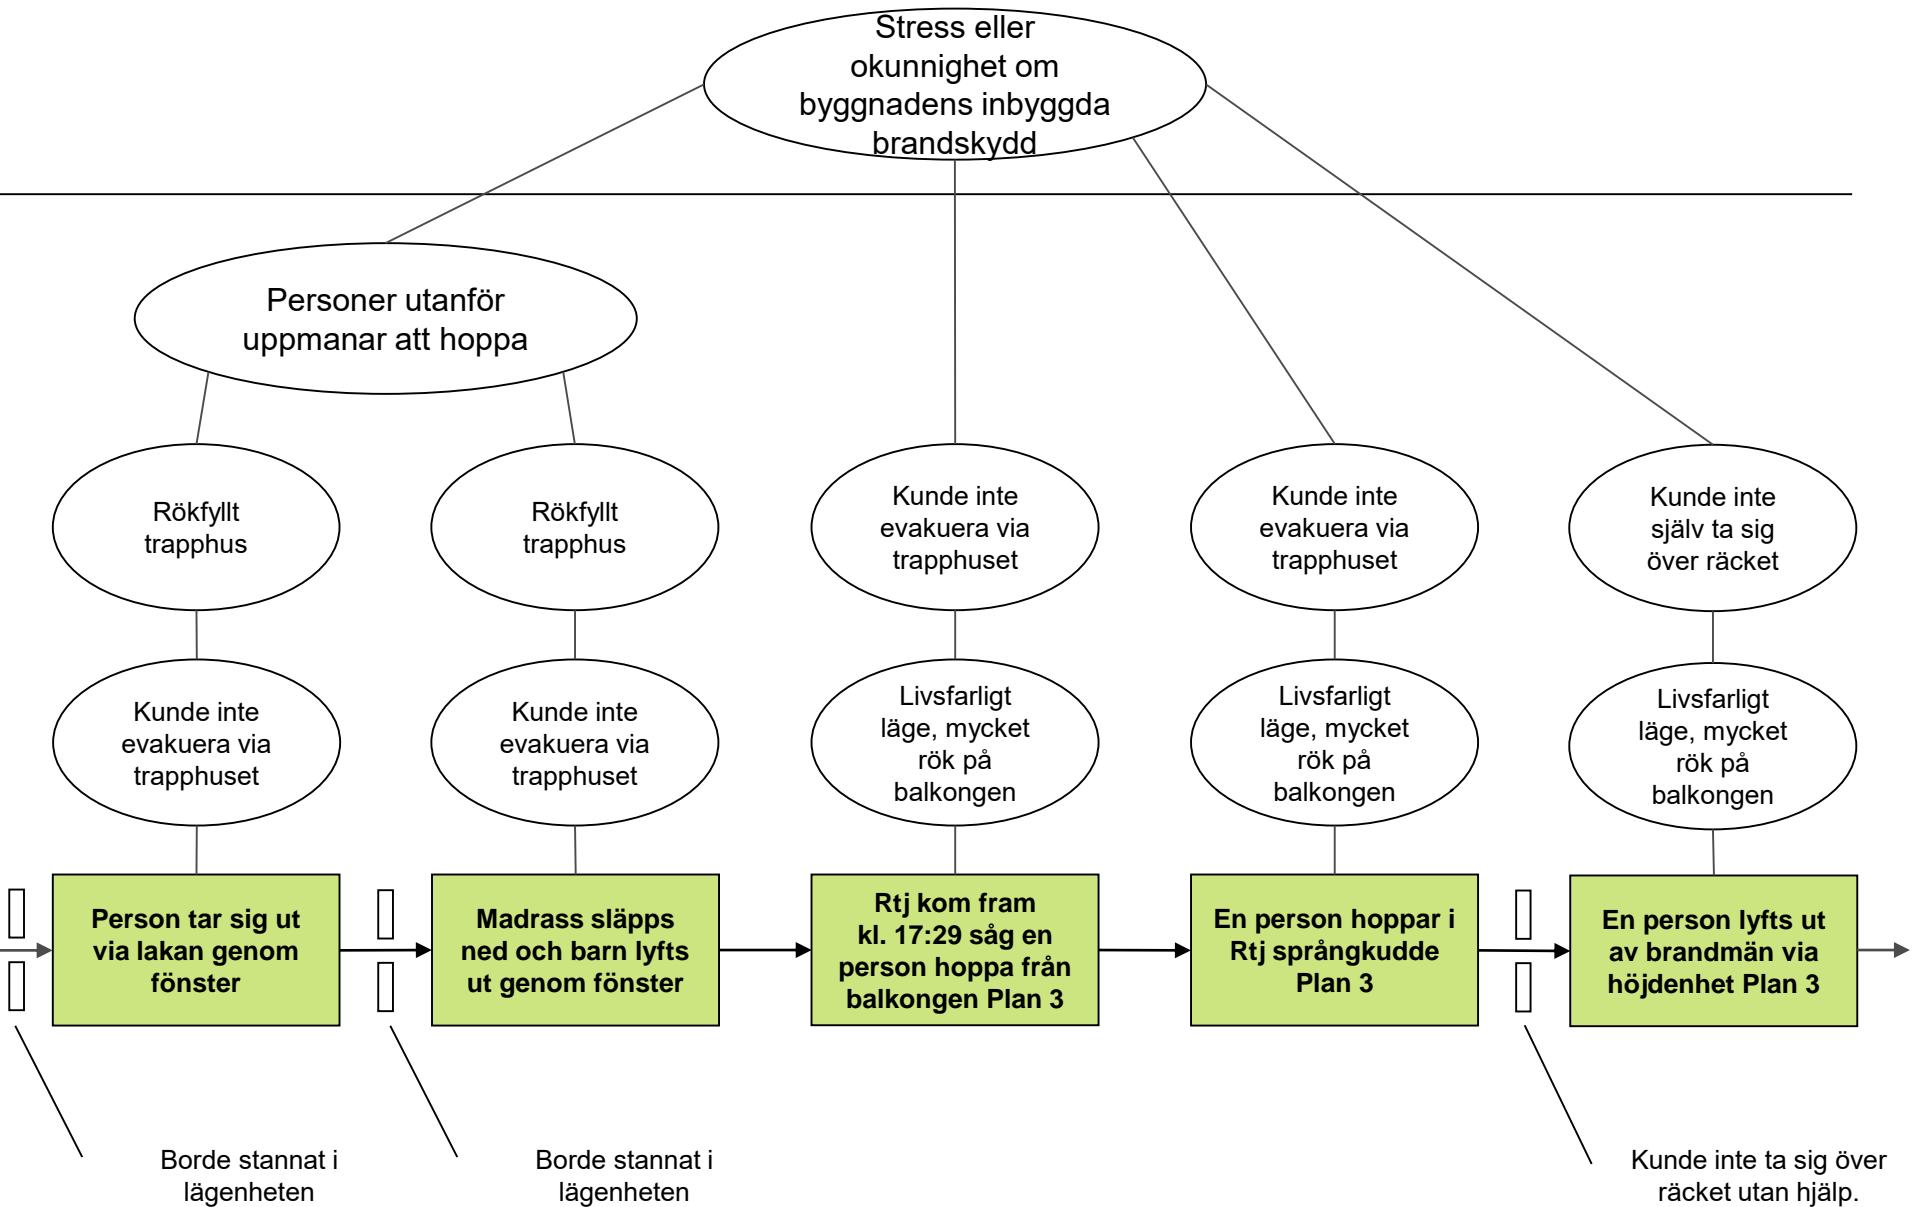 Stress eller
okunnighet om
byggnadens inbyggda
brandskydd
Personer utanför
uppmanar att hoppa
Rökfyllt
trapphus
Rökfyllt
trapphus
Kunde inte
evakuera via
trapphuset
Kunde inte
evakuera via
trapphuset
Kunde inte
själv ta sig
över räcket
Kunde inte
evakuera via
trapphuset
Kunde inte
evakuera via
trapphuset
Livsfarligt
läge, mycket
rök på
balkongen
Livsfarligt
läge, mycket
rök på
balkongen
Livsfarligt
läge, mycket
rök på
balkongen
Person tar sig ut
via lakan genom
fönster
Madrass släpps
ned och barn lyfts
ut genom fönster
Rtj kom fram
kl. 17:29 såg en
person hoppa från
balkongen Plan 3
En person hoppar i
Rtj språngkudde
Plan 3
En person lyfts ut
av brandmän via
höjdenhet Plan 3
Borde stannat i
lägenheten
Borde stannat i
lägenheten
Kunde inte ta sig över
räcket utan hjälp.